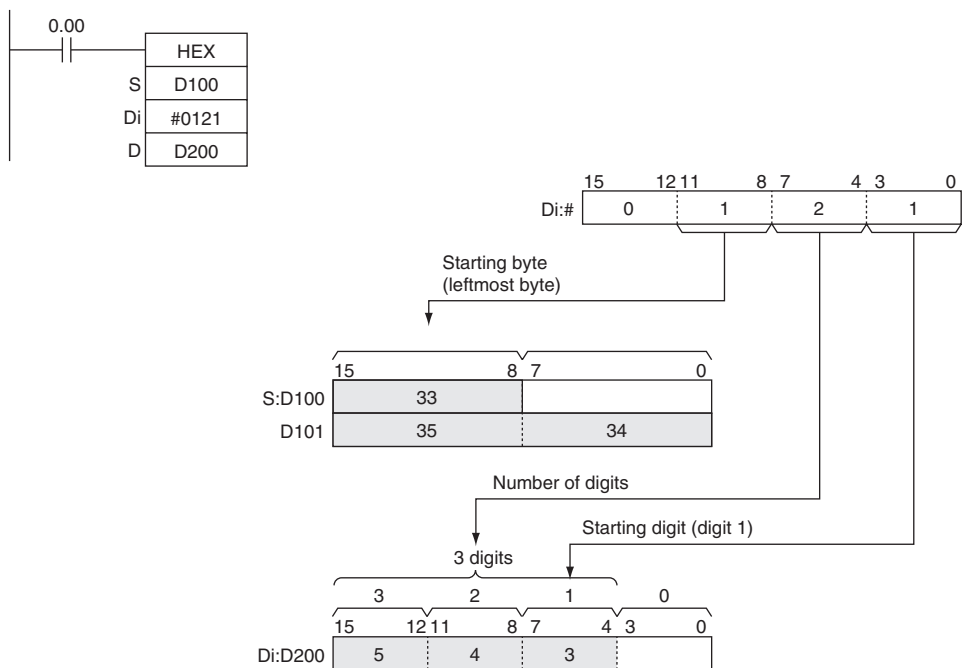 0.00
HEX
S D100
Di #0121
D D200
15 12 11 8 7 4 3 0
Di:# 0 1 2 1
Starting byte
(leftmost byte)
15 8 7 0
S:D100 33
D101 35 34
Number of digits
Starting digit (digit 1)
3 digits
3 2 1 0
15 12 11 8 7 4 3 0
Di:D200 5 4 3